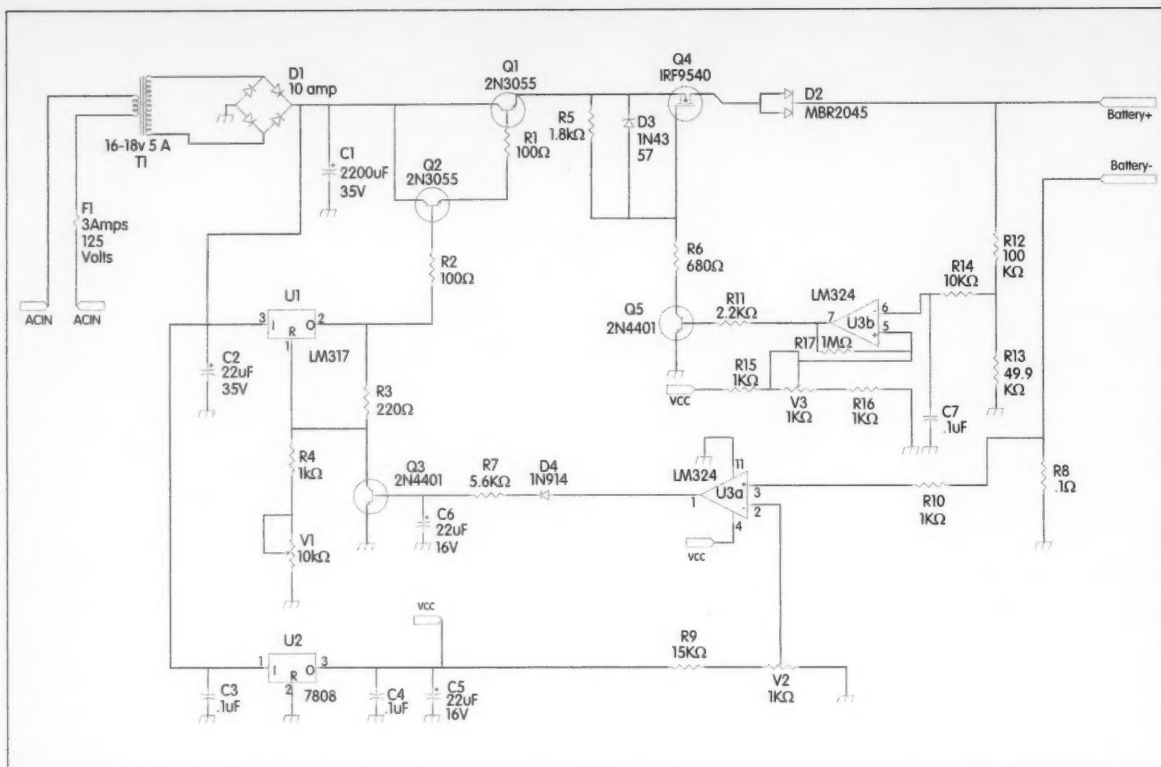 D1
10 amp
16-18v 5 A
T1
F1
3Amps
125
Volts
ACIN
ACIN
C1
2200uF
35V
Q1
2N3055
R1
100Ω
Q2
2N3055
R2
100Ω
R5
1.8kΩ
D3
1N43
57
Q4
IRF9540
D2
MBR2045
Battery+
Battery-
R6
680Ω
Q5
2N4401
R11
2.2KΩ
LM324
7
U3b
6
5
R17
1MΩ
R14
10KΩ
R12
100
KΩ
R13
49.9
KΩ
R15
1KΩ
VCC
V3
1KΩ
R16
1KΩ
C7
.1uF
U1
3
I
R
O
2
1
LM317
C2
22uF
35V
R3
220Ω
R4
1kΩ
V1
10kΩ
Q3
2N4401
R7
5.6KΩ
D4
1N914
C6
22uF
16V
LM324
11
U3a
1
3
2
4
VCC
R10
1KΩ
R8
.1Ω
U2
1
I
R
O
3
2
7808
C3
.1uF
C4
.1uF
C5
22uF
16V
VCC
R9
15KΩ
V2
1KΩ